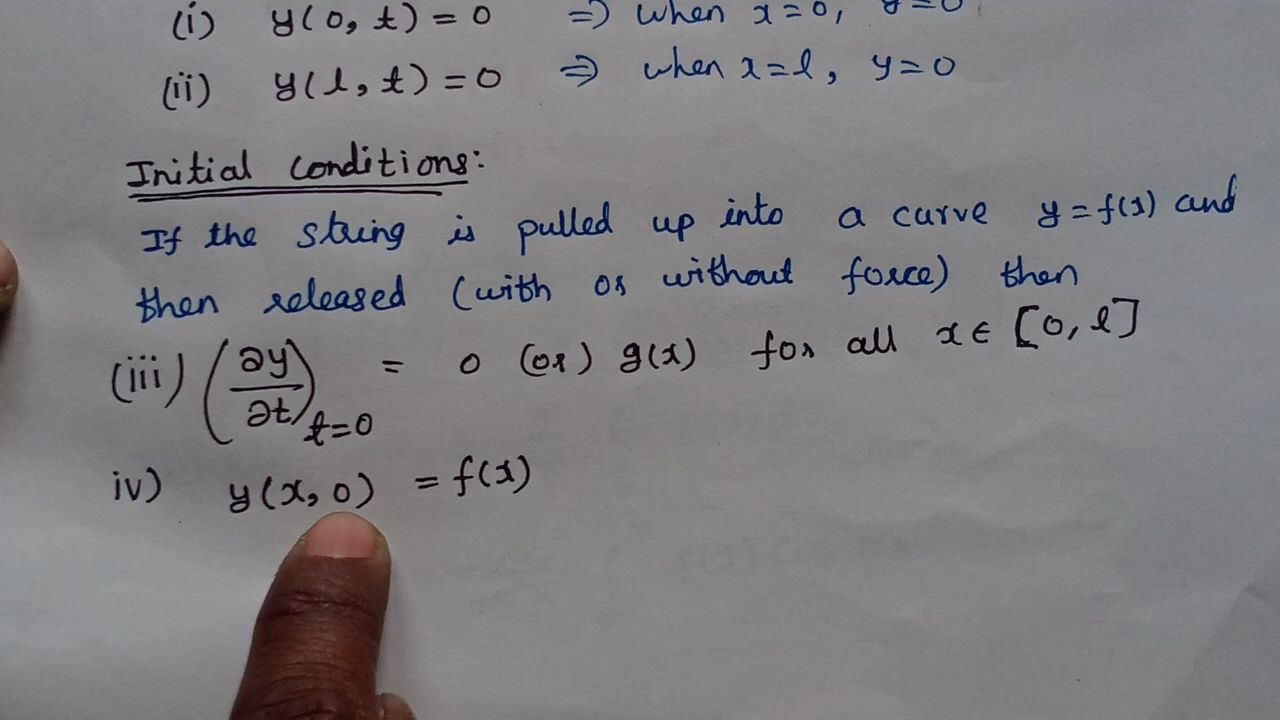 (i) y(0, t) = 0 ⇒ when x=0, y=0
(ii) y(l, t) = 0 ⇒ when x=l, y=0
Initial conditions:
If the string is pulled up into a curve y=f(x) and
then released (with or without force) then
(iii) (∂y/∂t)t=0 = 0 (or) g(x) for all x∈ [0, l]
iv) y(x, 0) = f(x)